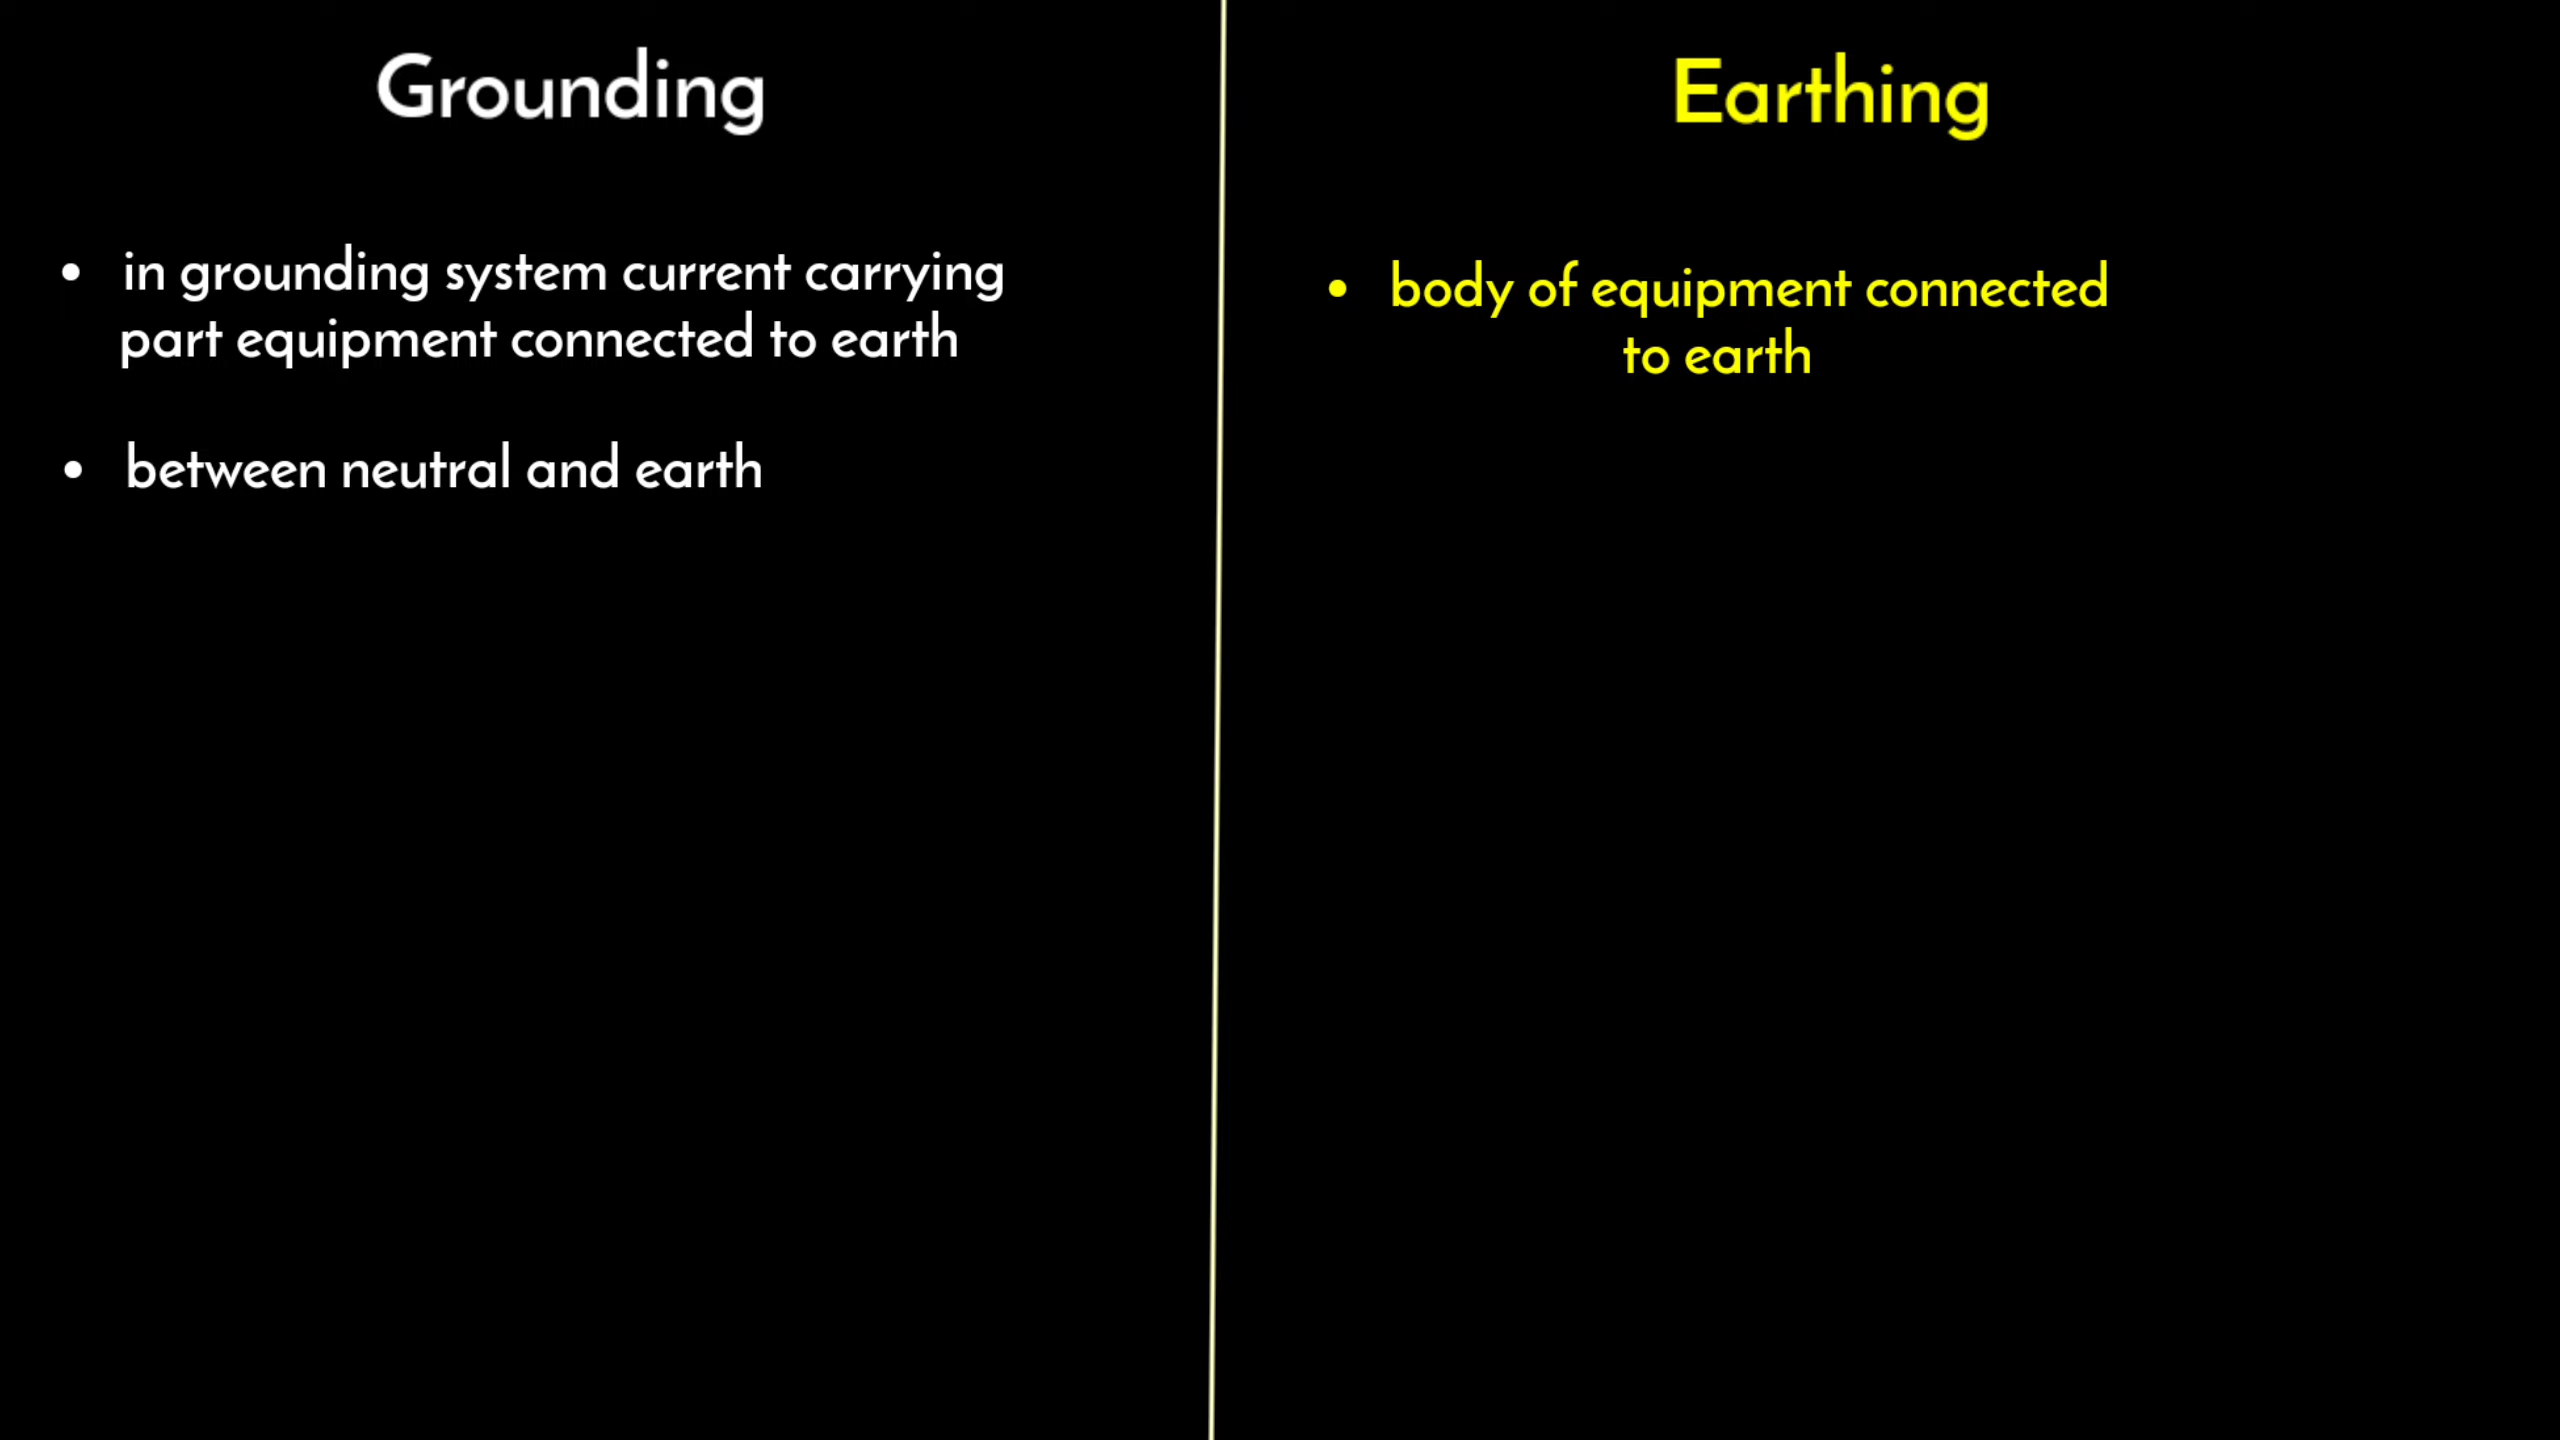 Grounding
• in grounding system current carrying
part equipment connected to earth
• between neutral and earth
Earthing
• body of equipment connected
to earth